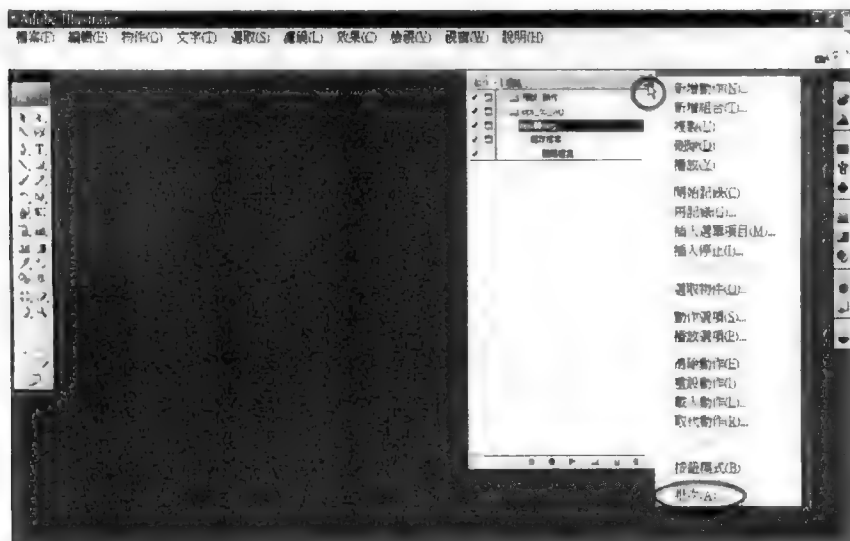 Adobe Illustrator
檔案(F) 編輯(E) 物件(O) 文字(T) 選取(S) 濾鏡(L) 效果(C) 檢視(V) 視窗(W) 說明(H)
新增動作(N)...
新增組合(T)...
複製(U)
刪除(D)
播放(Y)
開始記錄(C)
再記錄(G)...
插入選單項目(M)...
插入停止(I)...
選取物件(O)...
動作選項(S)...
播放選項(P)...
清除動作(E)
重設動作(I)
載入動作(L)...
取代動作(R)...
按鈕模式(B)
批次(A)